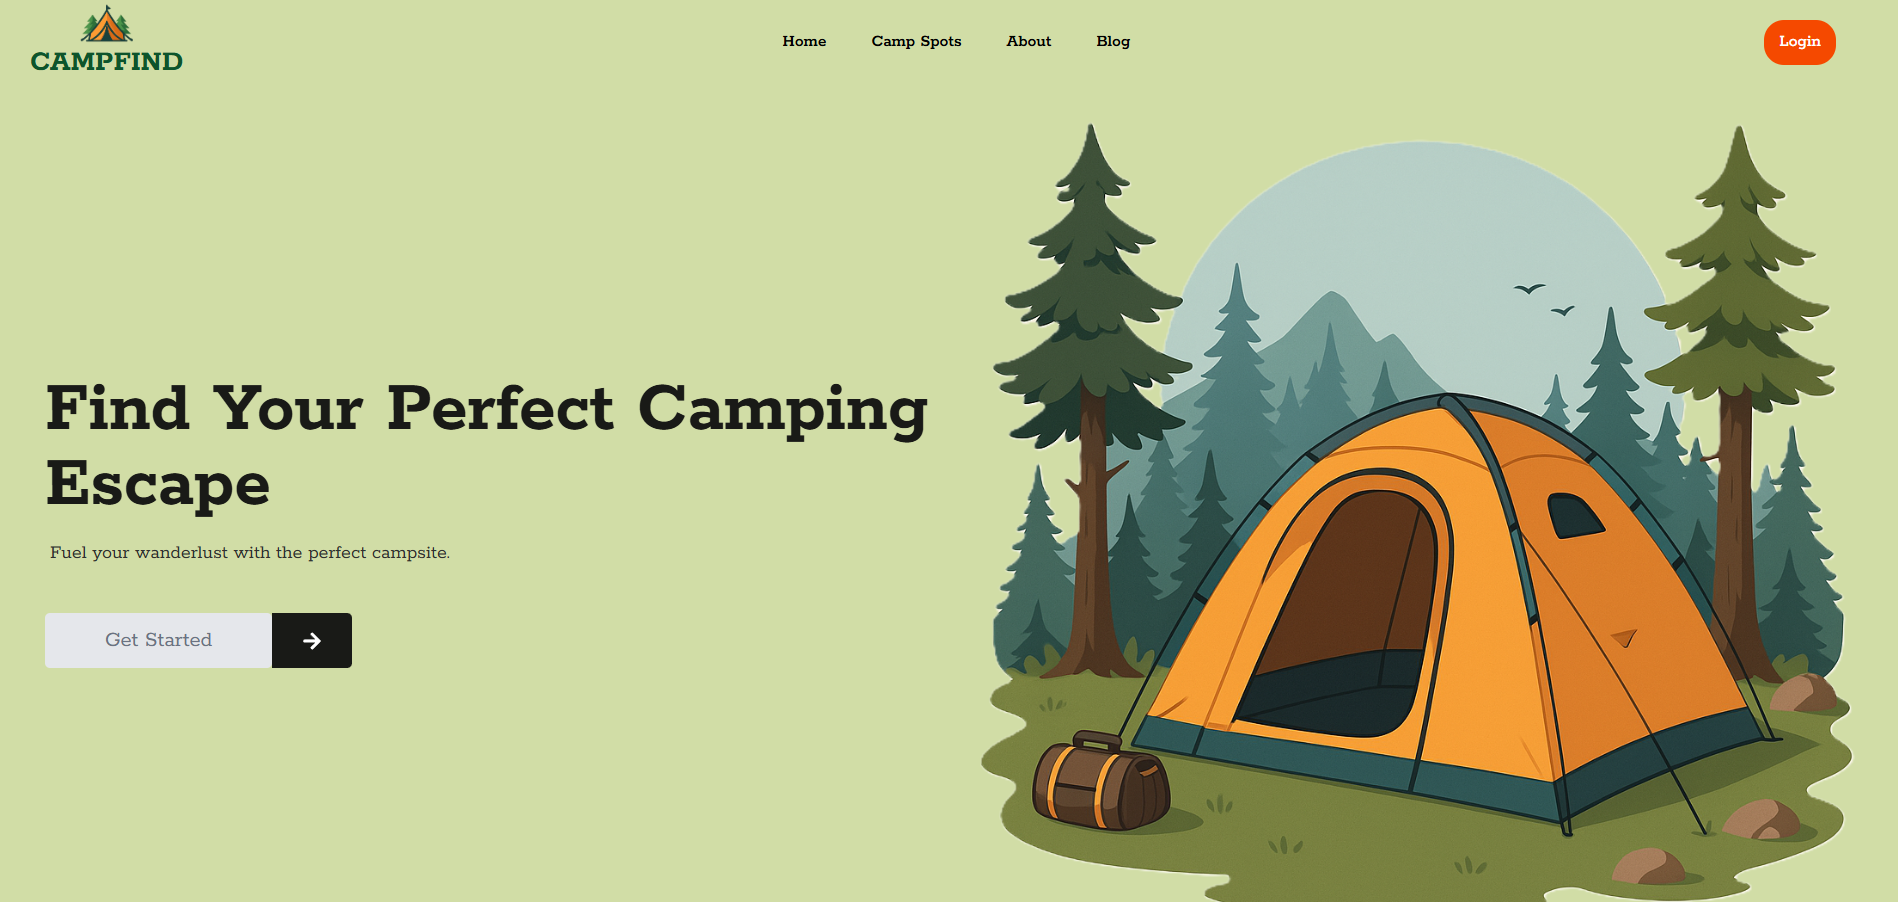 CAMPFIND
Home
Camp Spots
About
Blog
Login
Find Your Perfect Camping
Escape
Fuel your wanderlust with the perfect campsite.
Get Started